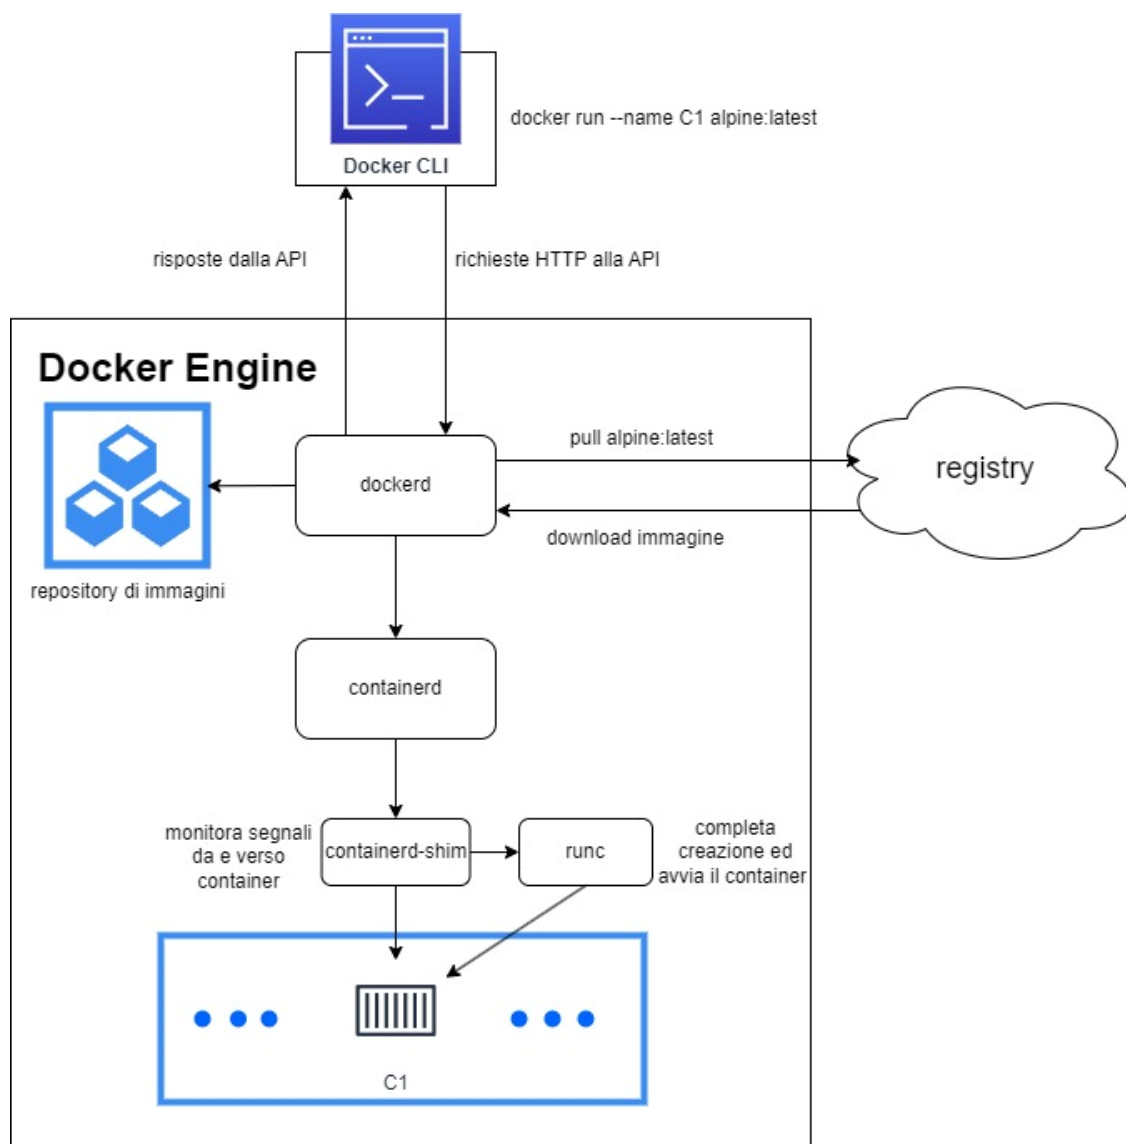 docker run --name C1 alpine:latest
Docker CLI
risposte dalla API
richieste HTTP alla API
Docker Engine
pull alpine:latest
registry
dockerd
download immagine
repository di immagini
containerd
monitora segnali
da e verso
container
containerd-shim
runc
completa
creazione ed
avvia il container
C1